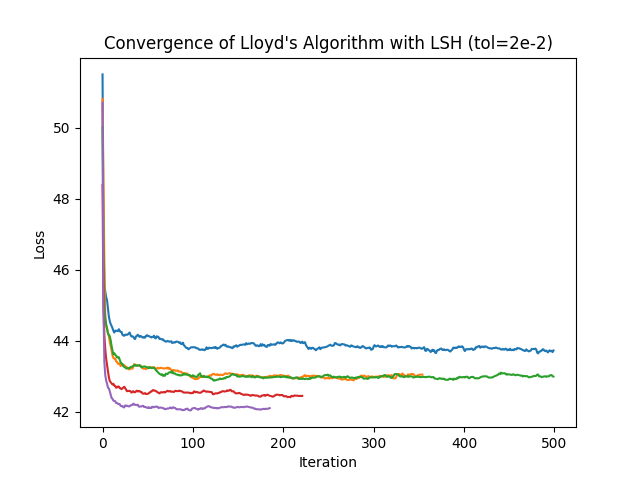 Convergence of Lloyd's Algorithm with LSH (tol=2e-2)
50
48
46
44
42
Loss
0 100 200 300 400 500
Iteration